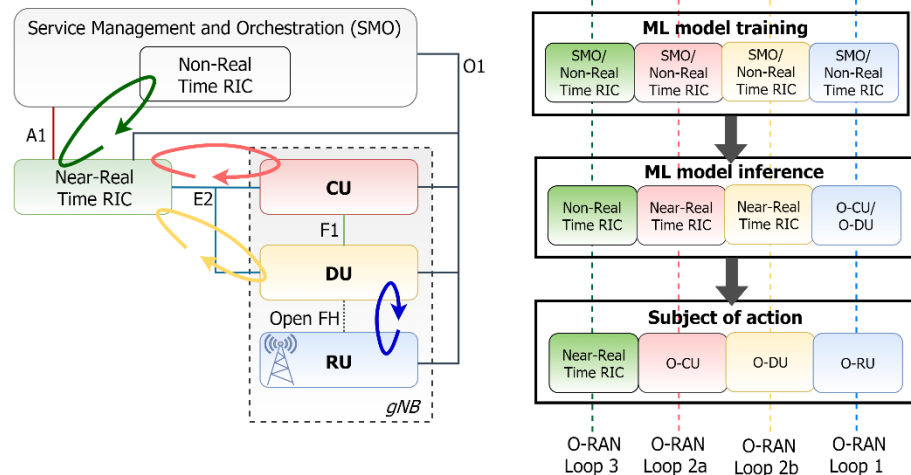 Service Management and Orchestration (SMO)
Non-Real
Time RIC
O1
A1
Near-Real
Time RIC
E2
CU
F1
DU
Open FH
RU
gNB
ML model training
SMO/
Non-Real
Time RIC
SMO/
Non-Real
Time RIC
SMO/
Non-Real
Time RIC
SMO/
Non-Real
Time RIC
ML model inference
Non-Real
Time RIC
Near-Real
Time RIC
Near-Real
Time RIC
O-CU/
O-DU
Subject of action
Near-Real
Time RIC
O-CU
O-DU
O-RU
O-RAN
Loop 3
O-RAN
Loop 2a
O-RAN
Loop 2b
O-RAN
Loop 1